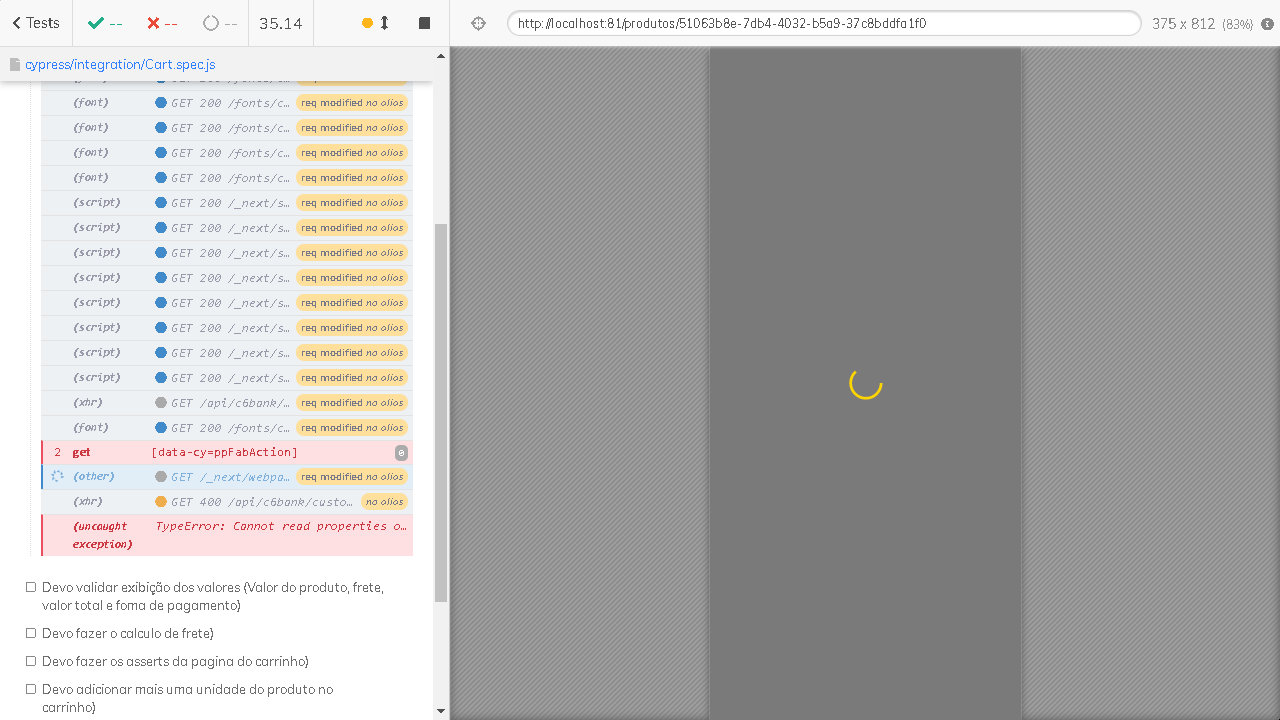 Tests
--
--
--
35.14
http://localhost:81/produtos/51063b8e-7db4-4032-b5a9-37c8bddfa1f0
375 x 812 (83%)
cypress/integration/Cart.spec.js
(font) GET 200 /fonts/c… req modified no alias
(font) GET 200 /fonts/c… req modified no alias
(font) GET 200 /fonts/c… req modified no alias
(font) GET 200 /fonts/c… req modified no alias
(script) GET 200 /_next/s… req modified no alias
(script) GET 200 /_next/s… req modified no alias
(script) GET 200 /_next/s… req modified no alias
(script) GET 200 /_next/s… req modified no alias
(script) GET 200 /_next/s… req modified no alias
(script) GET 200 /_next/s… req modified no alias
(script) GET 200 /_next/s… req modified no alias
(script) GET 200 /_next/s… req modified no alias
(xhr) GET /api/c6bank/… req modified no alias
(font) GET 200 /fonts/c… req modified no alias
2 get [data-cy=ppFabAction] 0
(other) GET /_next/webpa… req modified no alias
(xhr) GET 400 /api/c6bank/custo… no alias
(uncaught TypeError: Cannot read properties o…
exception)
Devo validar exibição dos valores (Valor do produto, frete,
valor total e foma de pagamento)
Devo fazer o calculo de frete)
Devo fazer os asserts da pagina do carrinho)
Devo adicionar mais uma unidade do produto no
carrinho)